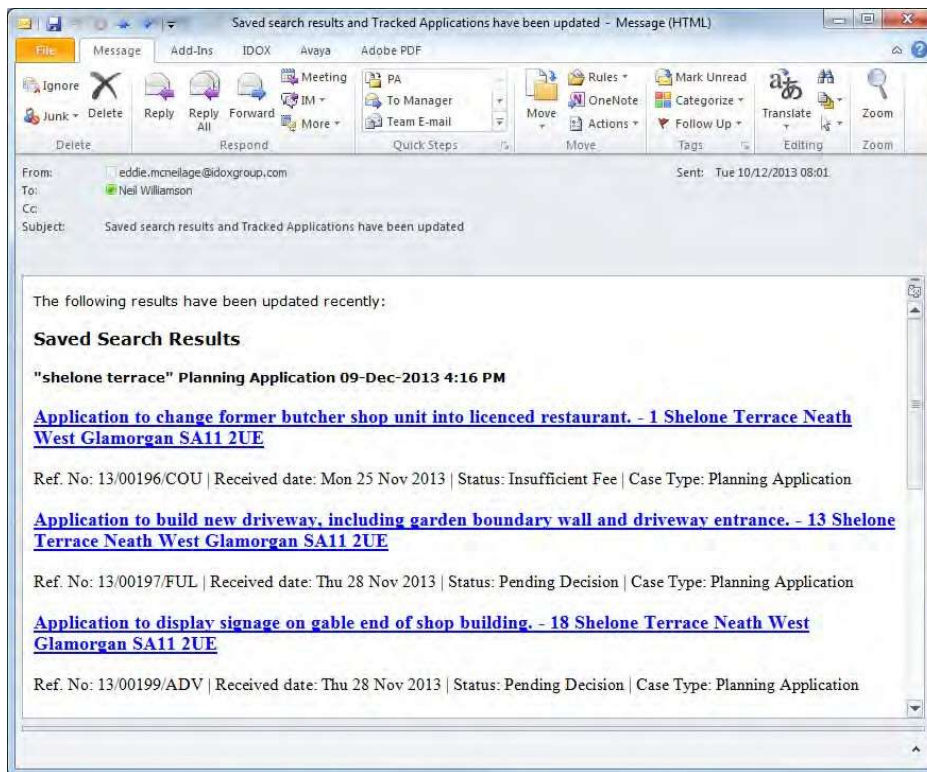 Saved search results and Tracked Applications have been updated - Message (HTML)
File Message Add-Ins IDOX Avaya Adobe PDF
Ignore
Junk
Delete
Reply
Reply All
Forward
Meeting
IM
More
PA
To Manager
Team E-mail
Move
Rules
OneNote
Actions
Mark Unread
Categorize
Follow Up
Translate
Zoom
Delete Respond Quick Steps Move Tags Editing Zoom
From: eddie.mcneilage@idoxgroup.com Sent: Tue 10/12/2013 08:01
To: Neil Williamson
Cc:
Subject: Saved search results and Tracked Applications have been updated
The following results have been updated recently:
Saved Search Results
"shelone terrace" Planning Application 09-Dec-2013 4:16 PM
Application to change former butcher shop unit into licenced restaurant. - 1 Shelone Terrace Neath
West Glamorgan SA11 2UE
Ref. No: 13/00196/COU | Received date: Mon 25 Nov 2013 | Status: Insufficient Fee | Case Type: Planning Application
Application to build new driveway, including garden boundary wall and driveway entrance. - 13 Shelone
Terrace Neath West Glamorgan SA11 2UE
Ref. No: 13/00197/FUL | Received date: Thu 28 Nov 2013 | Status: Pending Decision | Case Type: Planning Application
Application to display signage on gable end of shop building. - 18 Shelone Terrace Neath West
Glamorgan SA11 2UE
Ref. No: 13/00199/ADV | Received date: Thu 28 Nov 2013 | Status: Pending Decision | Case Type: Planning Application